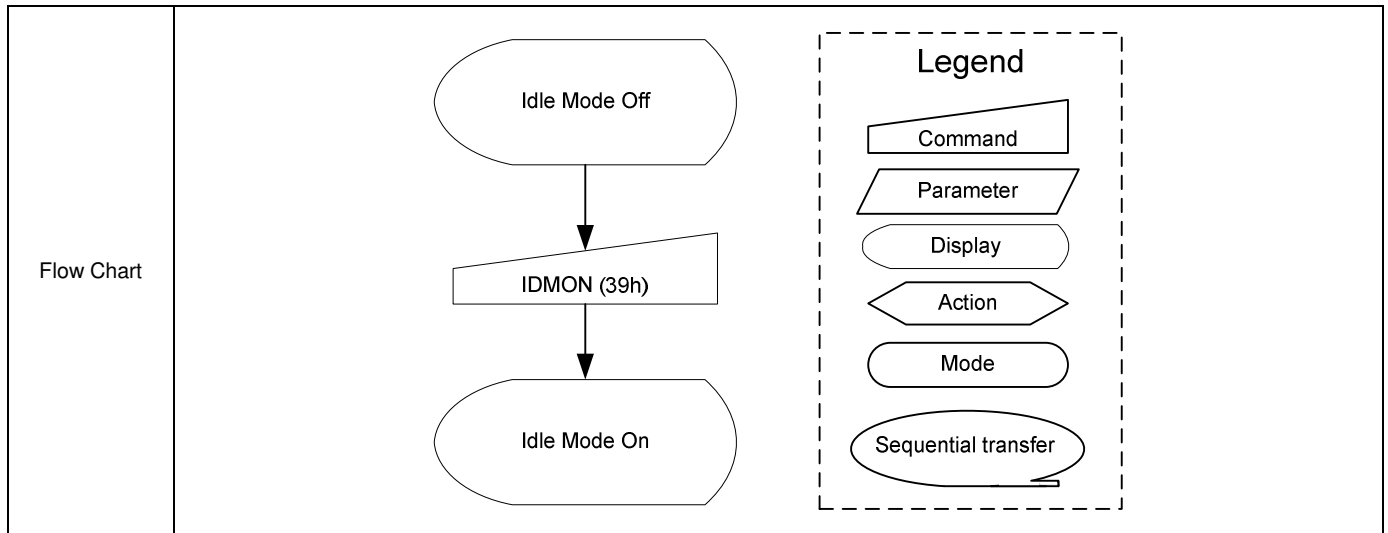 Flow Chart
Idle Mode Off
IDMON (39h)
Idle Mode On
Legend
Command
Parameter
Display
Action
Mode
Sequential transfer